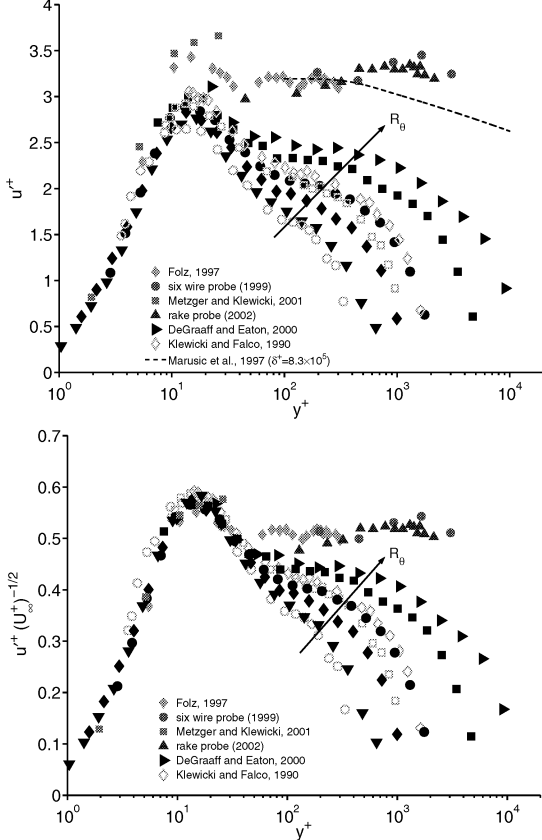 4
3.5
3
2.5
2
1.5
1
0.5
0
u'+
R_θ
Folz, 1997
six wire probe (1999)
Metzger and Klewicki, 2001
rake probe (2002)
DeGraaff and Eaton, 2000
Klewicki and Falco, 1990
Marusic et al., 1997 (δ⁺=8.3×10⁵)
10⁰ 10¹ 10² 10³ 10⁴
y⁺
0.7
0.6
0.5
0.4
0.3
0.2
0.1
0
u'⁺ (U_∞⁺)^−1/2
R_θ
Folz, 1997
six wire probe (1999)
Metzger and Klewicki, 2001
rake probe (2002)
DeGraaff and Eaton, 2000
Klewicki and Falco, 1990
10⁰ 10¹ 10² 10³ 10⁴
y⁺